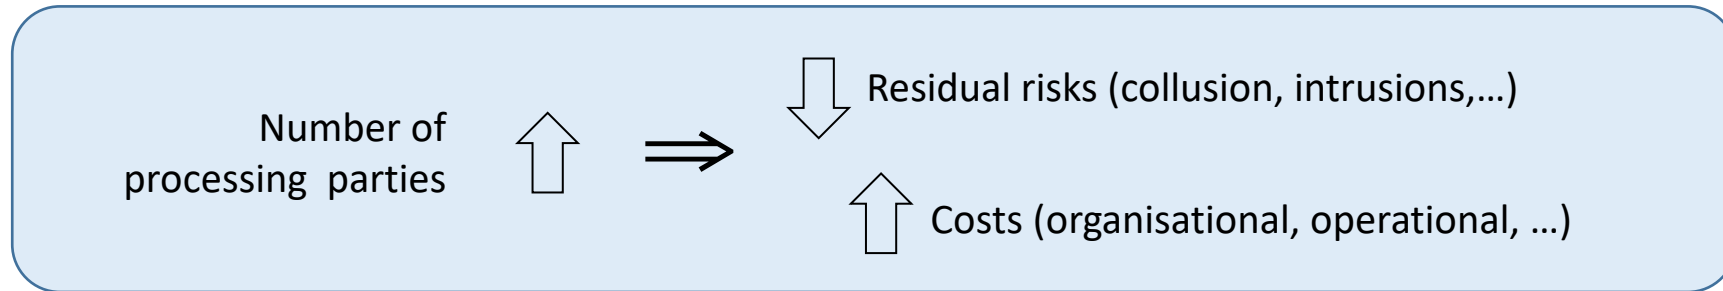 Number of
processing parties
Residual risks (collusion, intrusions,...)
Costs (organisational, operational, ...)